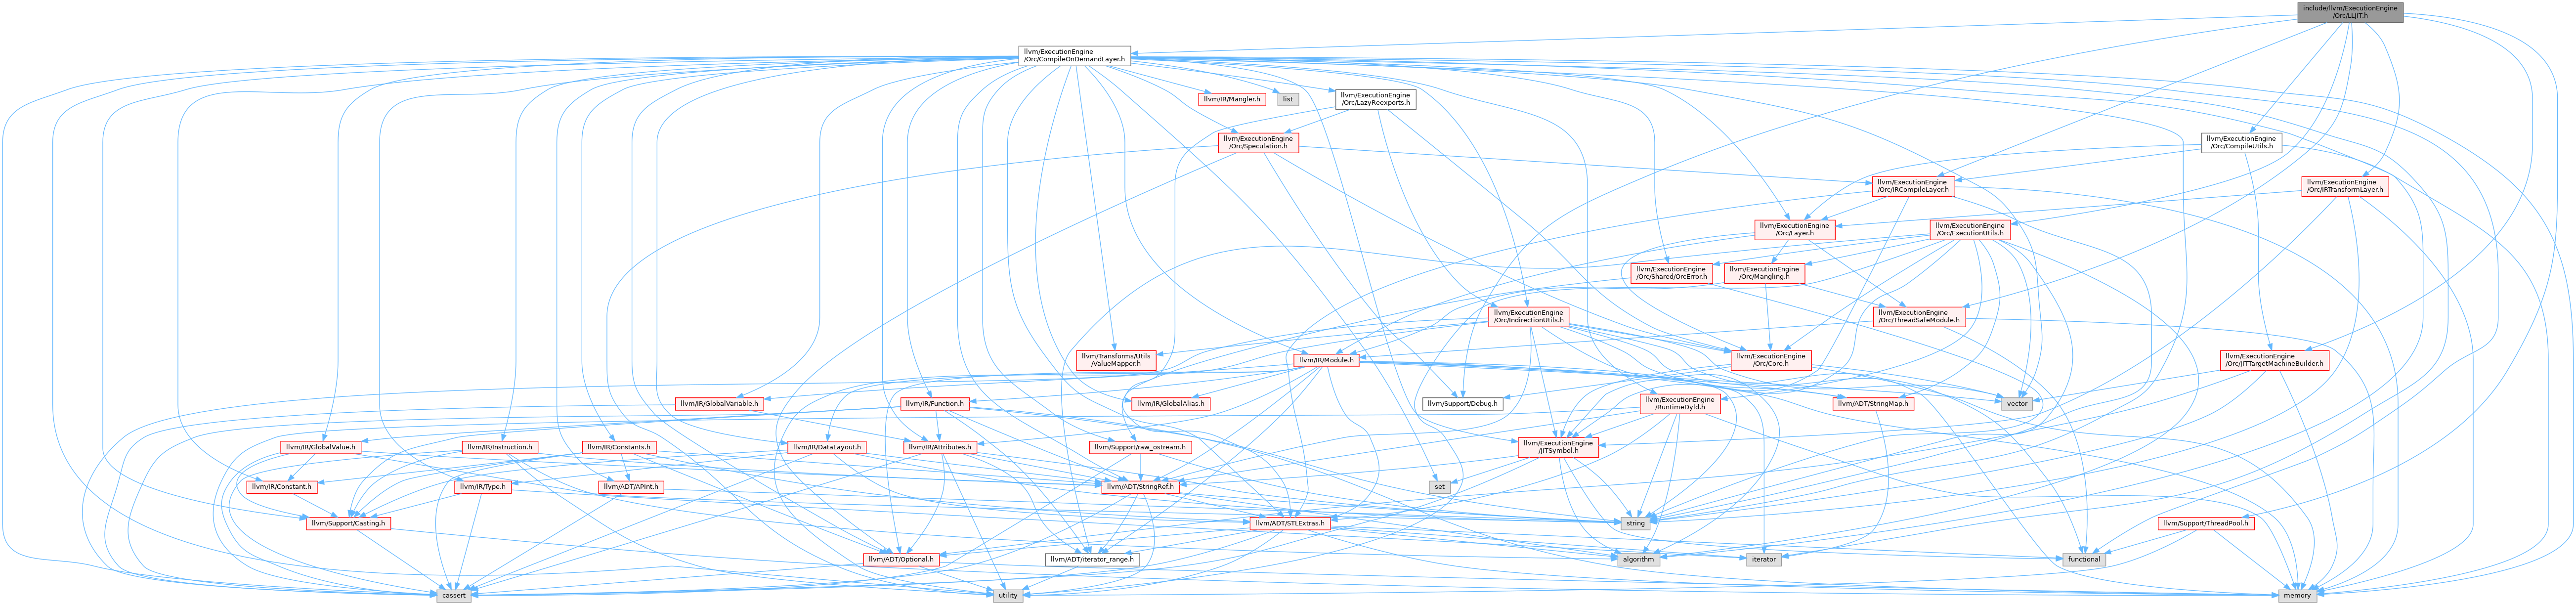 include/llvm/ExecutionEngine
/Orc/LLJIT.h
llvm/ExecutionEngine
/Orc/CompileOnDemandLayer.h
llvm/IR/Mangler.h
list
llvm/ExecutionEngine
/Orc/LazyReexports.h
llvm/ExecutionEngine
/Orc/Speculation.h
llvm/ExecutionEngine
/Orc/CompileUtils.h
llvm/ExecutionEngine
/Orc/IRCompileLayer.h
llvm/ExecutionEngine
/Orc/IRTransformLayer.h
llvm/ExecutionEngine
/Orc/Layer.h
llvm/ExecutionEngine
/Orc/ExecutionUtils.h
llvm/ExecutionEngine
/Orc/Shared/OrcError.h
llvm/ExecutionEngine
/Orc/Mangling.h
llvm/ExecutionEngine
/Orc/IndirectionUtils.h
llvm/ExecutionEngine
/Orc/ThreadSafeModule.h
llvm/Transforms/Utils
/ValueMapper.h
llvm/IR/Module.h
llvm/ExecutionEngine
/Orc/Core.h
llvm/ExecutionEngine
/Orc/JITTargetMachineBuilder.h
llvm/IR/GlobalVariable.h
llvm/IR/Function.h
llvm/IR/GlobalAlias.h
llvm/Support/Debug.h
llvm/ExecutionEngine
/RuntimeDyld.h
llvm/ADT/StringMap.h
vector
llvm/IR/GlobalValue.h
llvm/IR/Instruction.h
llvm/IR/Constants.h
llvm/IR/DataLayout.h
llvm/IR/Attributes.h
llvm/Support/raw_ostream.h
llvm/ExecutionEngine
/JITSymbol.h
llvm/IR/Constant.h
llvm/IR/Type.h
llvm/ADT/APInt.h
llvm/ADT/StringRef.h
set
llvm/Support/Casting.h
llvm/ADT/STLExtras.h
string
llvm/Support/ThreadPool.h
llvm/ADT/Optional.h
llvm/ADT/iterator_range.h
algorithm
iterator
functional
cassert
utility
memory